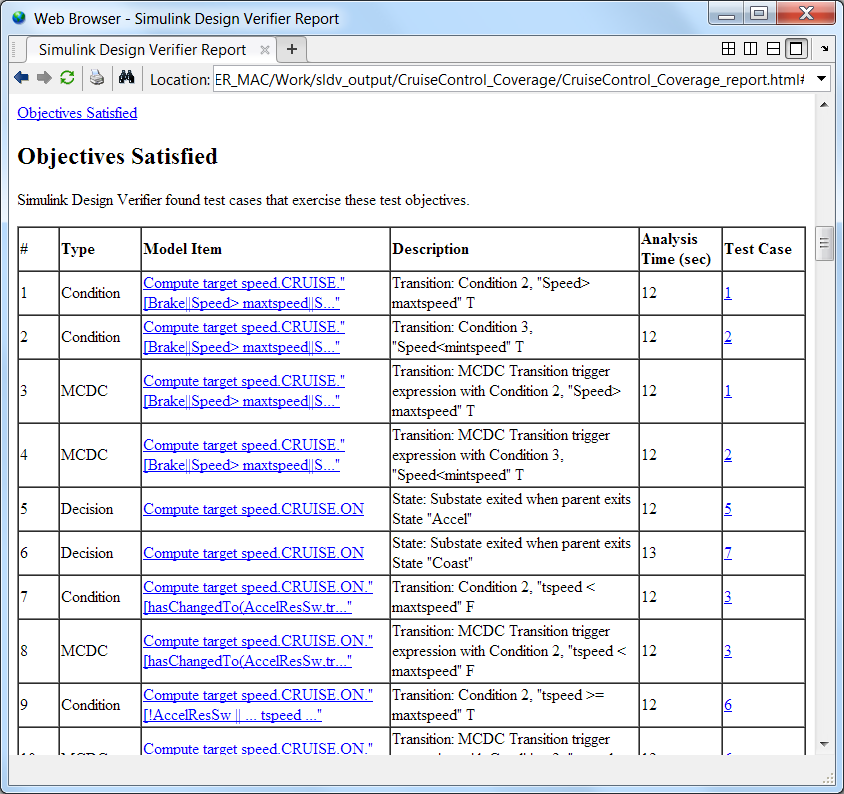 Web Browser - Simulink Design Verifier Report
Simulink Design Verifier Report
Location: ER_MAC/Work/sldv_output/CruiseControl_Coverage/CruiseControl_Coverage_report.html#
Objectives Satisfied
Objectives Satisfied
Simulink Design Verifier found test cases that exercise these test objectives.
# Type Model Item Description Analysis Time (sec) Test Case
1 Condition Compute target speed.CRUISE."
[Brake||Speed> maxtspeed||S..."
Transition: Condition 2, "Speed>
maxtspeed" T
12 1
2 Condition Compute target speed.CRUISE."
[Brake||Speed> maxtspeed||S..."
Transition: Condition 3,
"Speed<mintspeed" T
12 2
3 MCDC Compute target speed.CRUISE."
[Brake||Speed> maxtspeed||S..."
Transition: MCDC Transition trigger
expression with Condition 2, "Speed>
maxtspeed" T
12 1
4 MCDC Compute target speed.CRUISE."
[Brake||Speed> maxtspeed||S..."
Transition: MCDC Transition trigger
expression with Condition 3,
"Speed<mintspeed" T
12 2
5 Decision Compute target speed.CRUISE.ON
State: Substate exited when parent exits
State "Accel"
12 5
6 Decision Compute target speed.CRUISE.ON
State: Substate exited when parent exits
State "Coast"
13 7
7 Condition Compute target speed.CRUISE.ON."
[hasChangedTo(AccelResSw,tr..."
Transition: Condition 2, "tspeed <
maxtspeed" F
12 3
8 MCDC Compute target speed.CRUISE.ON."
[hasChangedTo(AccelResSw,tr..."
Transition: MCDC Transition trigger
expression with Condition 2, "tspeed <
maxtspeed" F
12 3
9 Condition Compute target speed.CRUISE.ON."
[!AccelResSw || ... tspeed ..."
Transition: Condition 2, "tspeed >=
maxtspeed" T
12 6
Compute target speed.CRUISE.ON."
Transition: MCDC Transition trigger